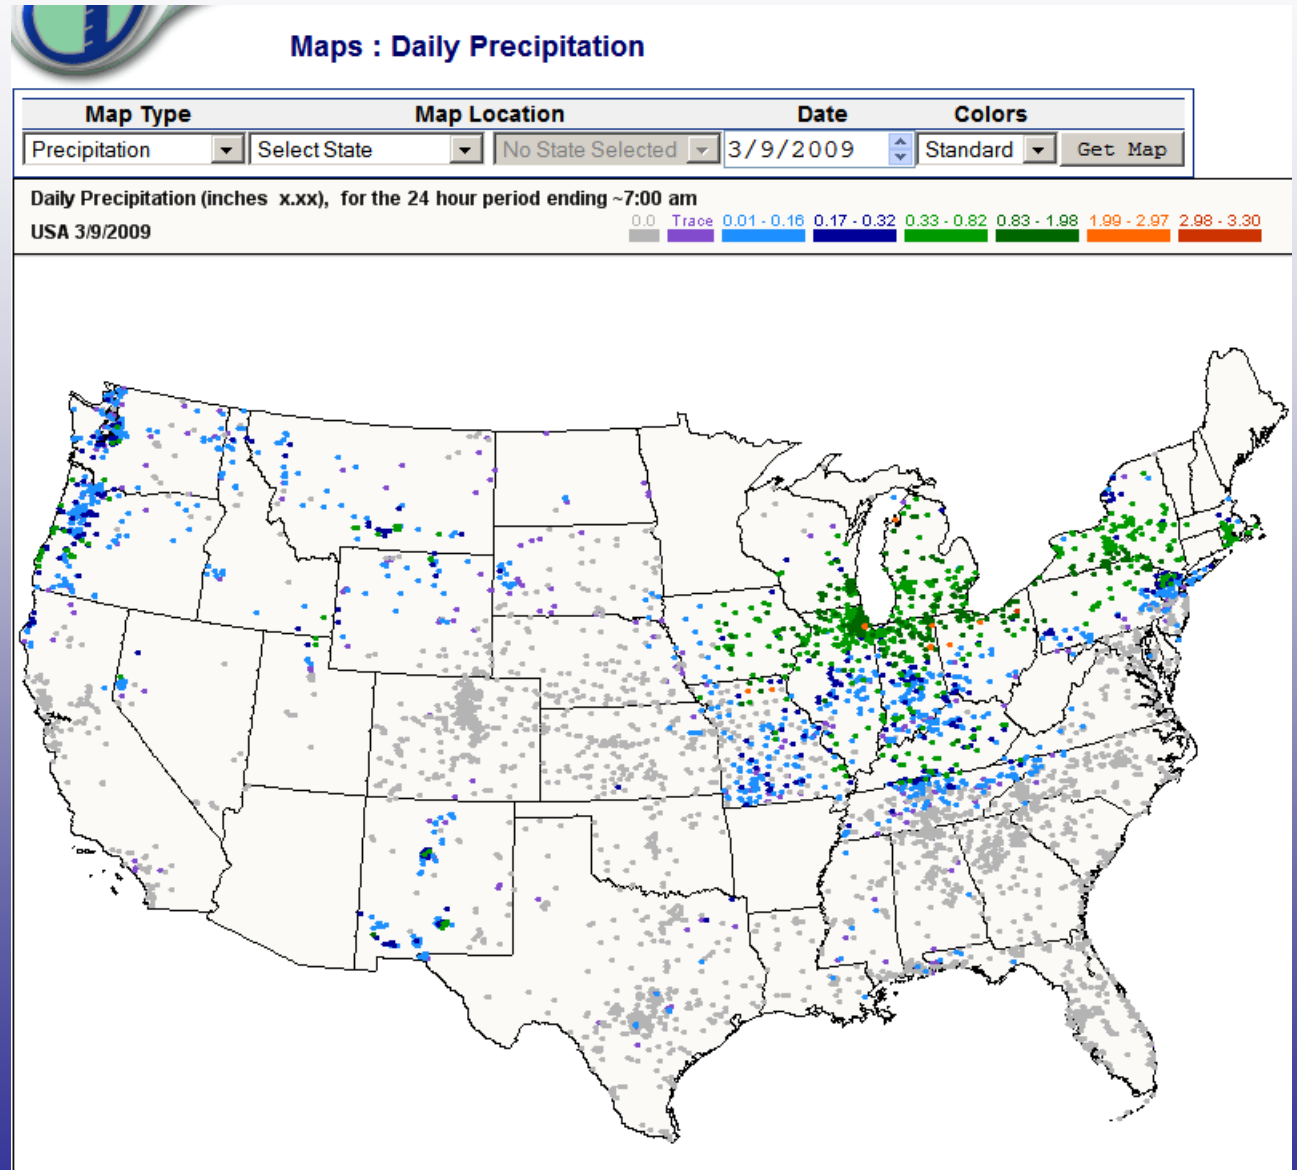 Maps : Daily Precipitation
Map Type Map Location Date Colors
Precipitation Select State No State Selected 3/9/2009 Standard Get Map
Daily Precipitation (inches x.xx), for the 24 hour period ending ~7:00 am
0.0 Trace 0.01 - 0.16 0.17 - 0.32 0.33 - 0.82 0.83 - 1.98 1.99 - 2.97 2.98 - 3.30
USA 3/9/2009